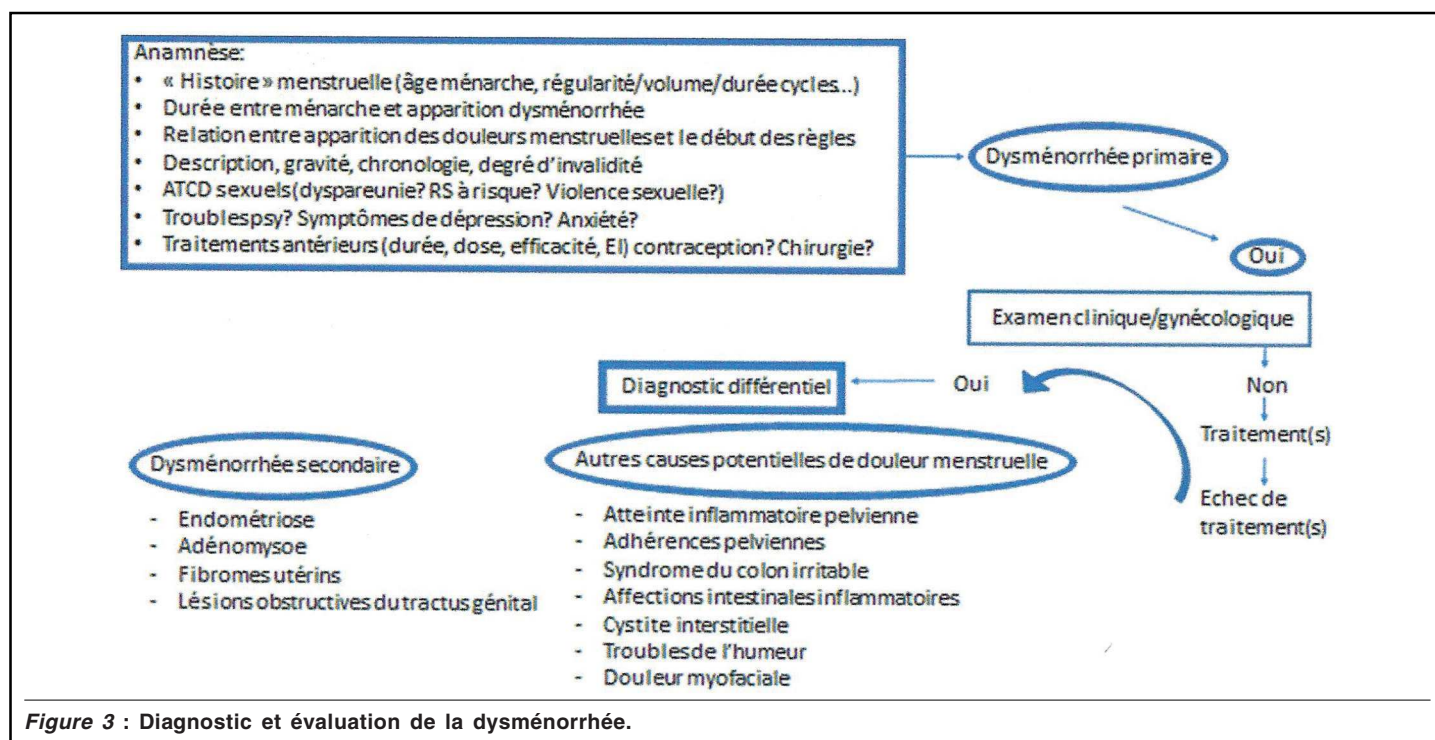 Anamnèse:
• « Histoire » menstruelle (âge ménarche, régularité/volume/durée cycles...)
• Durée entre ménarche et apparition dysménorrhée
• Relation entre apparition des douleurs menstruelles et le début des règles
• Description, gravité, chronologie, degré d'invalidité
• ATCD sexuels (dyspareunie? RS à risque? Violence sexuelle?)
• Troubles psy? Symptômes de dépression? Anxiété?
• Traitements antérieurs (durée, dose, efficacité, EI) contraception? Chirurgie?
Dysménorrhée primaire
Oui
Examen clinique/gynécologique
Diagnostic différentiel
Oui
Non
Traitement(s)
Echec de
traitement(s)
Dysménorrhée secondaire
- Endométriose
- Adénomysoe
- Fibromes utérins
- Lésions obstructives du tractus génital
Autres causes potentielles de douleur menstruelle
- Atteinte inflammatoire pelvienne
- Adhérences pelviennes
- Syndrome du colon irritable
- Affections intestinales inflammatoires
- Cystite interstitielle
- Troubles de l'humeur
- Douleur myofaciale
Figure 3 : Diagnostic et évaluation de la dysménorrhée.